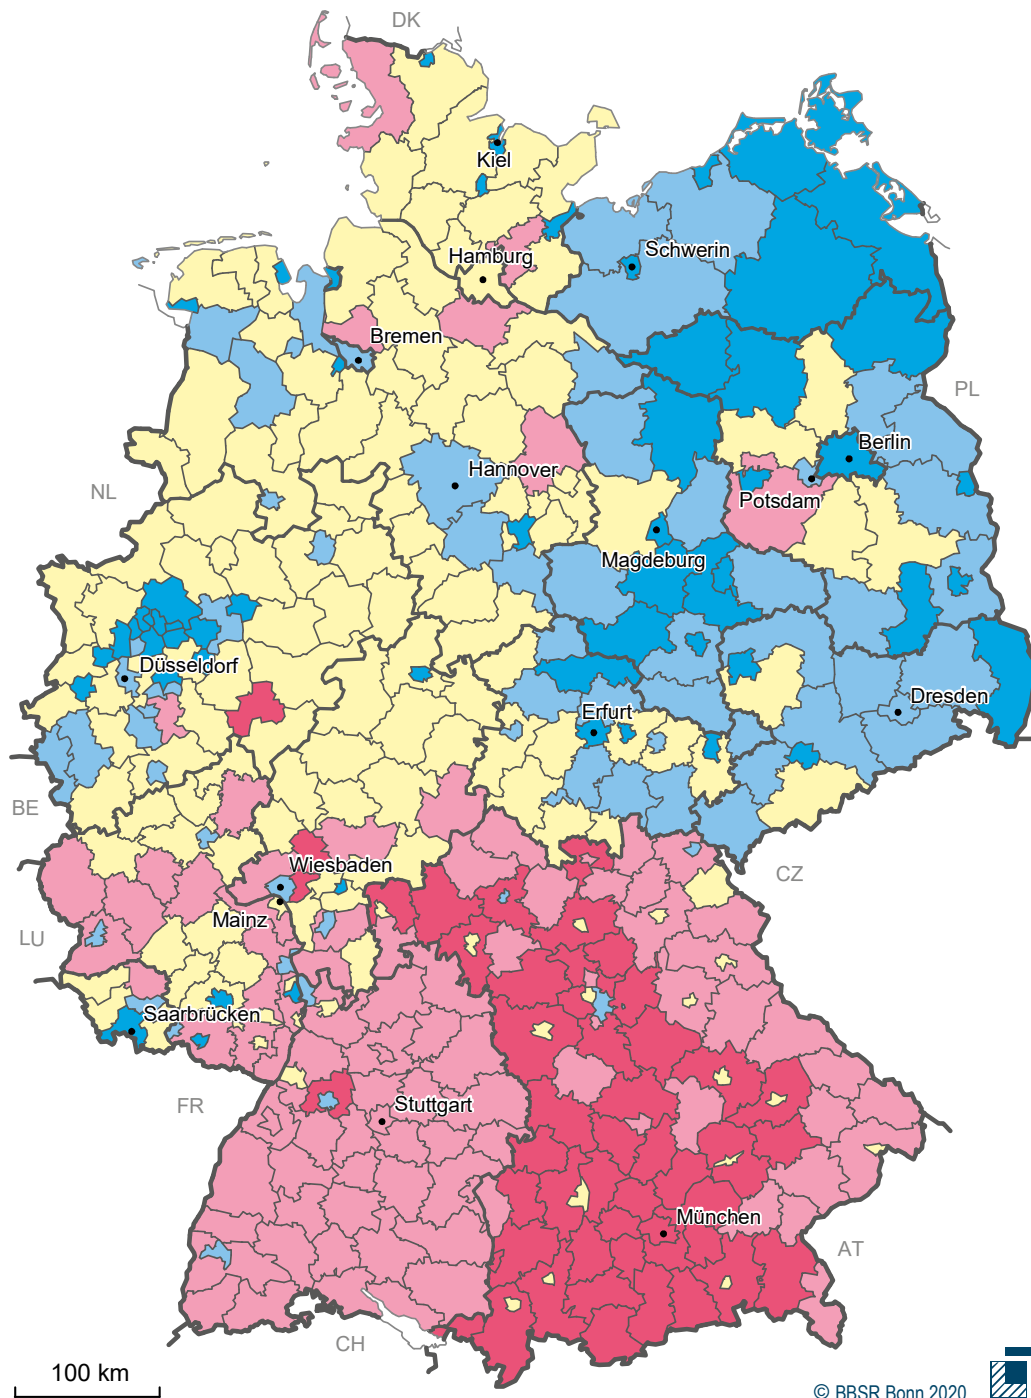 DK
Kiel
Schwerin
Hamburg
Bremen
PL
Berlin
Hannover
NL
Potsdam
Magdeburg
Düsseldorf
Dresden
Erfurt
BE
Wiesbaden
CZ
Mainz
LU
Saarbrücken
FR
Stuttgart
München
AT
CH
100 km
© BBSR Bonn 2020